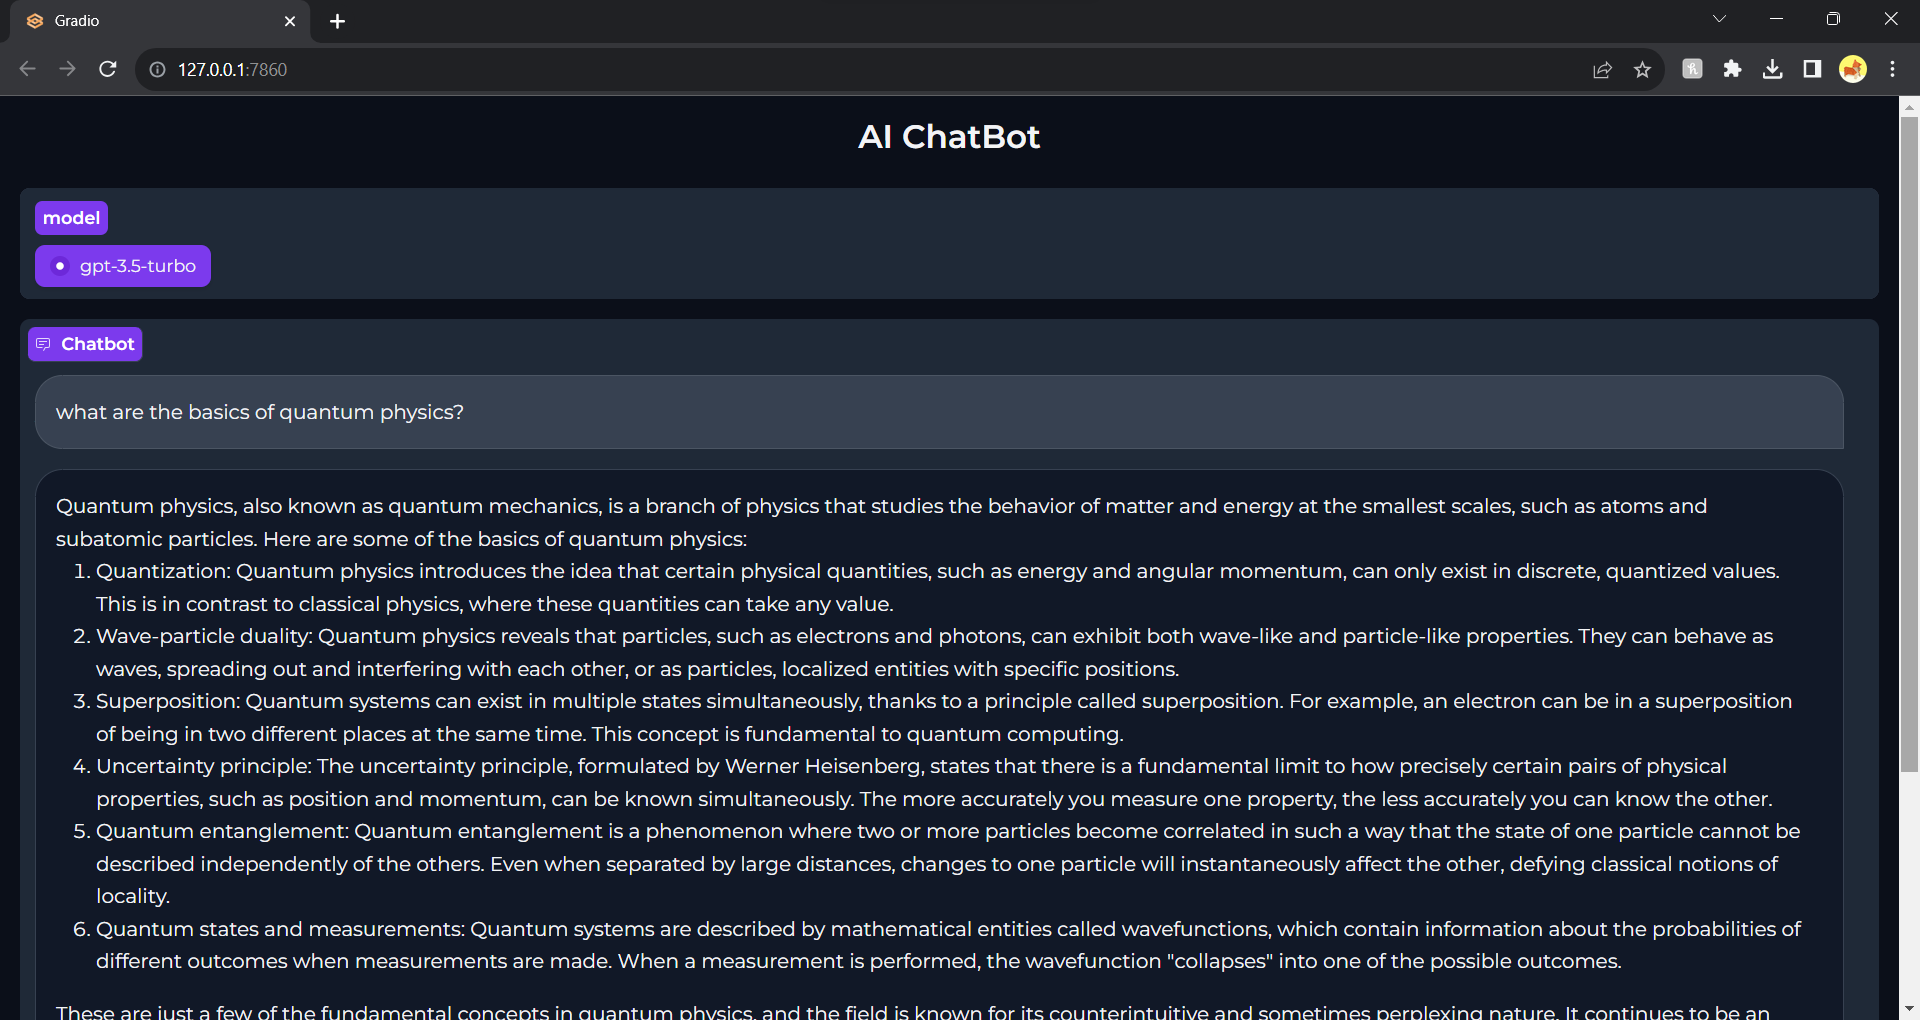 Gradio
127.0.0.1:7860
AI ChatBot
model
gpt-3.5-turbo
Chatbot
what are the basics of quantum physics?
Quantum physics, also known as quantum mechanics, is a branch of physics that studies the behavior of matter and energy at the smallest scales, such as atoms and
subatomic particles. Here are some of the basics of quantum physics:
1. Quantization: Quantum physics introduces the idea that certain physical quantities, such as energy and angular momentum, can only exist in discrete, quantized values.
This is in contrast to classical physics, where these quantities can take any value.
2. Wave-particle duality: Quantum physics reveals that particles, such as electrons and photons, can exhibit both wave-like and particle-like properties. They can behave as
waves, spreading out and interfering with each other, or as particles, localized entities with specific positions.
3. Superposition: Quantum systems can exist in multiple states simultaneously, thanks to a principle called superposition. For example, an electron can be in a superposition
of being in two different places at the same time. This concept is fundamental to quantum computing.
4. Uncertainty principle: The uncertainty principle, formulated by Werner Heisenberg, states that there is a fundamental limit to how precisely certain pairs of physical
properties, such as position and momentum, can be known simultaneously. The more accurately you measure one property, the less accurately you can know the other.
5. Quantum entanglement: Quantum entanglement is a phenomenon where two or more particles become correlated in such a way that the state of one particle cannot be
described independently of the others. Even when separated by large distances, changes to one particle will instantaneously affect the other, defying classical notions of
locality.
6. Quantum states and measurements: Quantum systems are described by mathematical entities called wavefunctions, which contain information about the probabilities of
different outcomes when measurements are made. When a measurement is performed, the wavefunction "collapses" into one of the possible outcomes.
These are just a few of the fundamental concepts in quantum physics, and the field is known for its counterintuitive and sometimes perplexing nature. It continues to be an